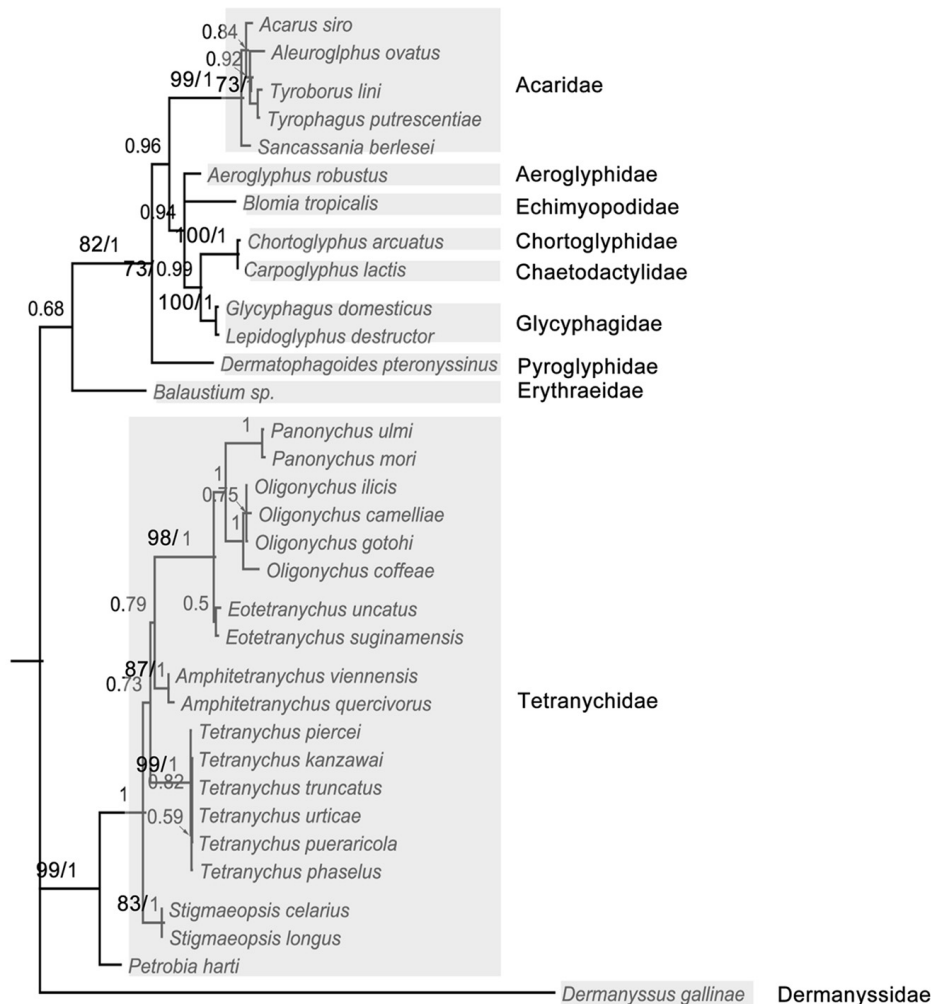 0.84 Acarus siro
Aleuroglphus ovatus
0.92
99/1 73/ Tyroborus lini Acaridae
Tyrophagus putrescentiae
0.96 Sancassania berlesei
Aeroglyphus robustus Aeroglyphidae
0.94 Blomia tropicalis Echimyopodidae
82/1 100/1 Chortoglyphus arcuatus Chortoglyphidae
73/0.99 Carpoglyphus lactis Chaetodactylidae
0.68 100/1 Glycyphagus domesticus Glycyphagidae
Lepidoglyphus destructor
Dermatophagoides pteronyssinus Pyroglyphidae
Balaustium sp. Erythraeidae
1 Panonychus ulmi
Panonychus mori
1
0.75 Oligonychus ilicis
1 Oligonychus camelliae
98/1 Oligonychus gotohi
Oligonychus coffeae
0.79 0.5 Eotetranychus uncatus
Eotetranychus suginamensis
87/1 Amphitetranychus viennensis
0.73 Amphitetranychus quercivorus Tetranychidae
Tetranychus piercei
99/1 Tetranychus kanzawai
0.82 Tetranychus truncatus
1 0.59 Tetranychus urticae
Tetranychus pueraricola
99/1 Tetranychus phaselus
83/1 Stigmaeopsis celarius
Stigmaeopsis longus
Petrobia harti
Dermanyssus gallinae Dermanyssidae